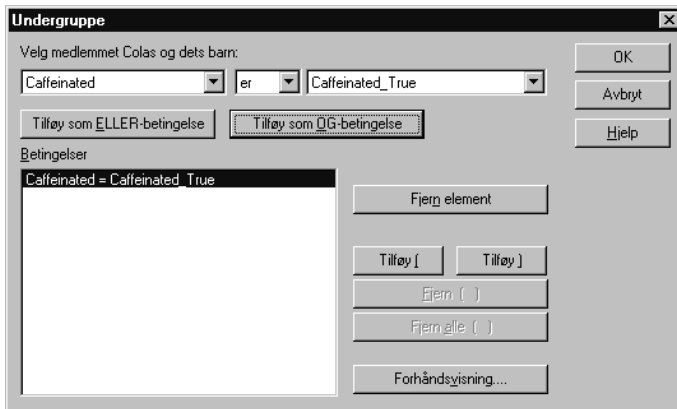 Undergruppe
Velg medlemmet Colas og dets barn:
Caffeinated er Caffeinated_True
OK
Avbryt
Hjelp
Tilføy som ELLER-betingelse Tilføy som OG-betingelse
Betingelser
Caffeinated = Caffeinated_True
Fjern element
Tilføy ( Tilføy )
Fjern ( )
Fjern alle ( )
Forhåndsvisning....